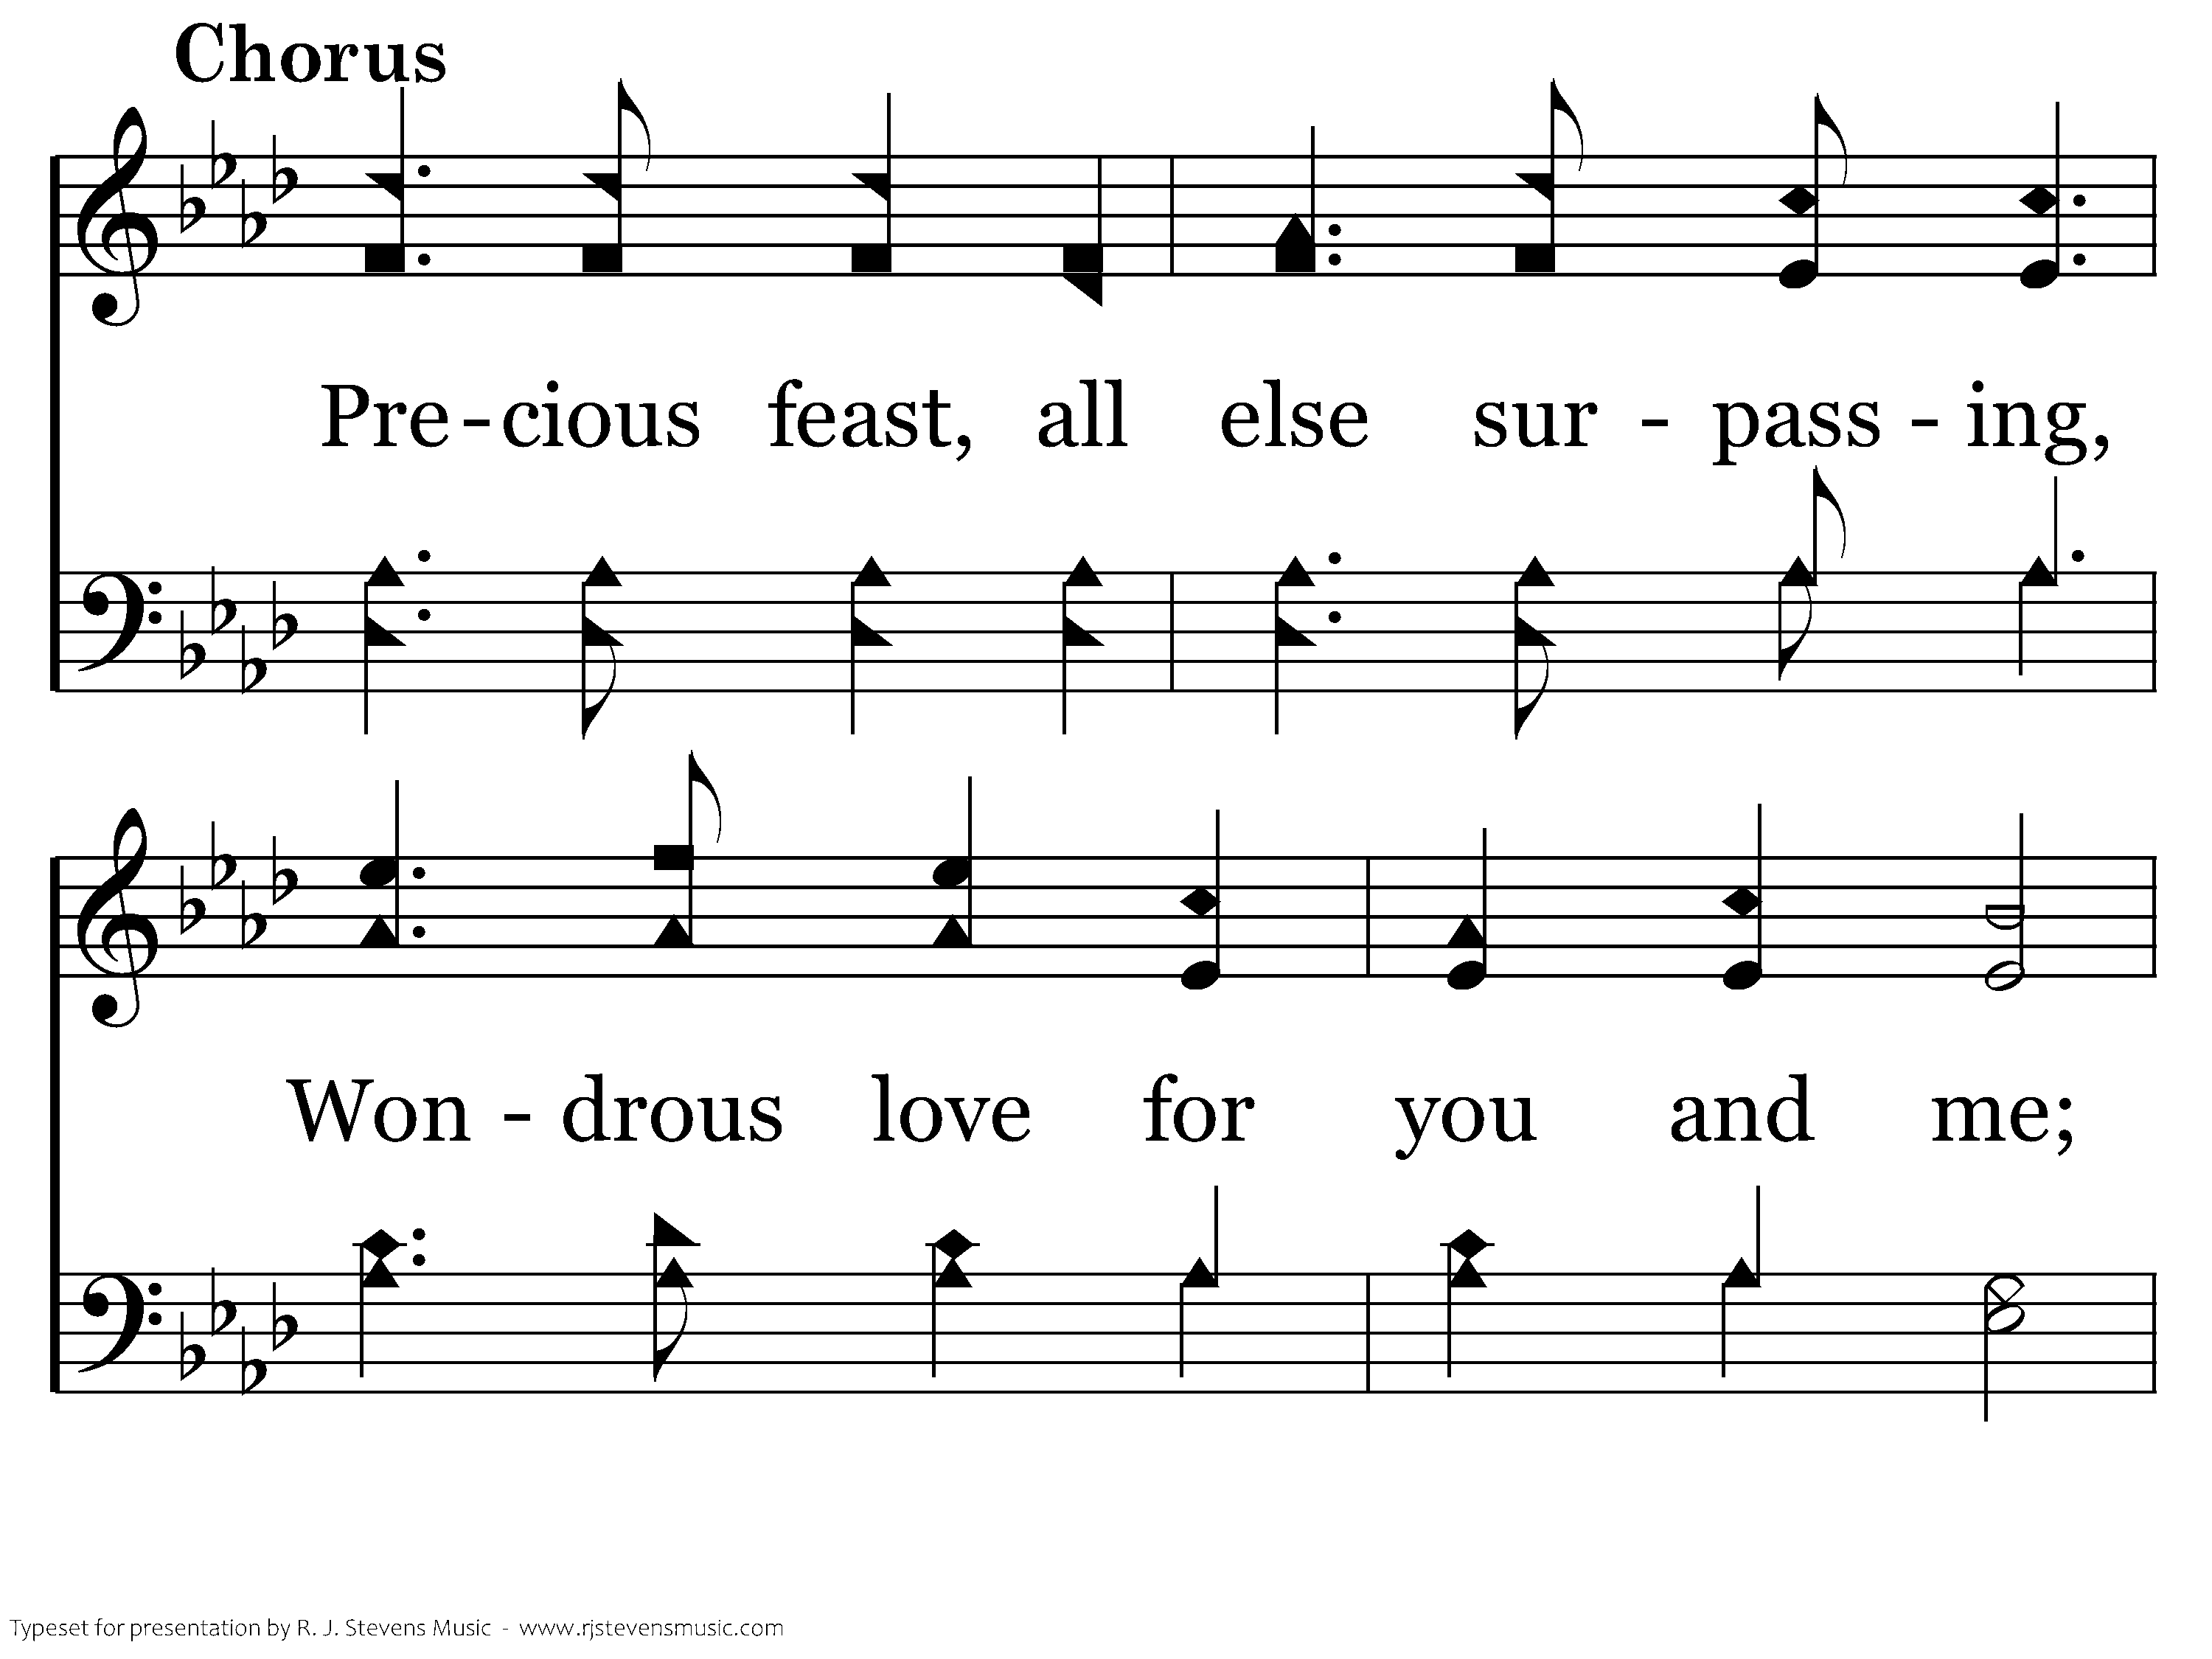 Chorus
Pre - cious feast, all else sur - pass - ing,
Won - drous love for you and me;
Typeset for presentation by R. J. Stevens Music - www.rjstevensmusic.com